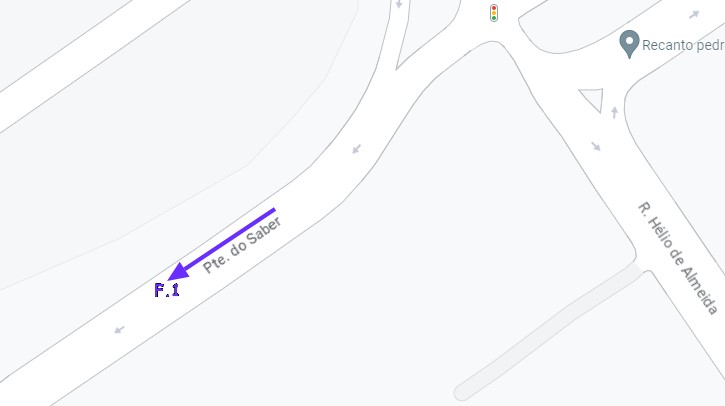 Recanto pedr
Pte. do Saber
F.1
R. Hélio de Almeida